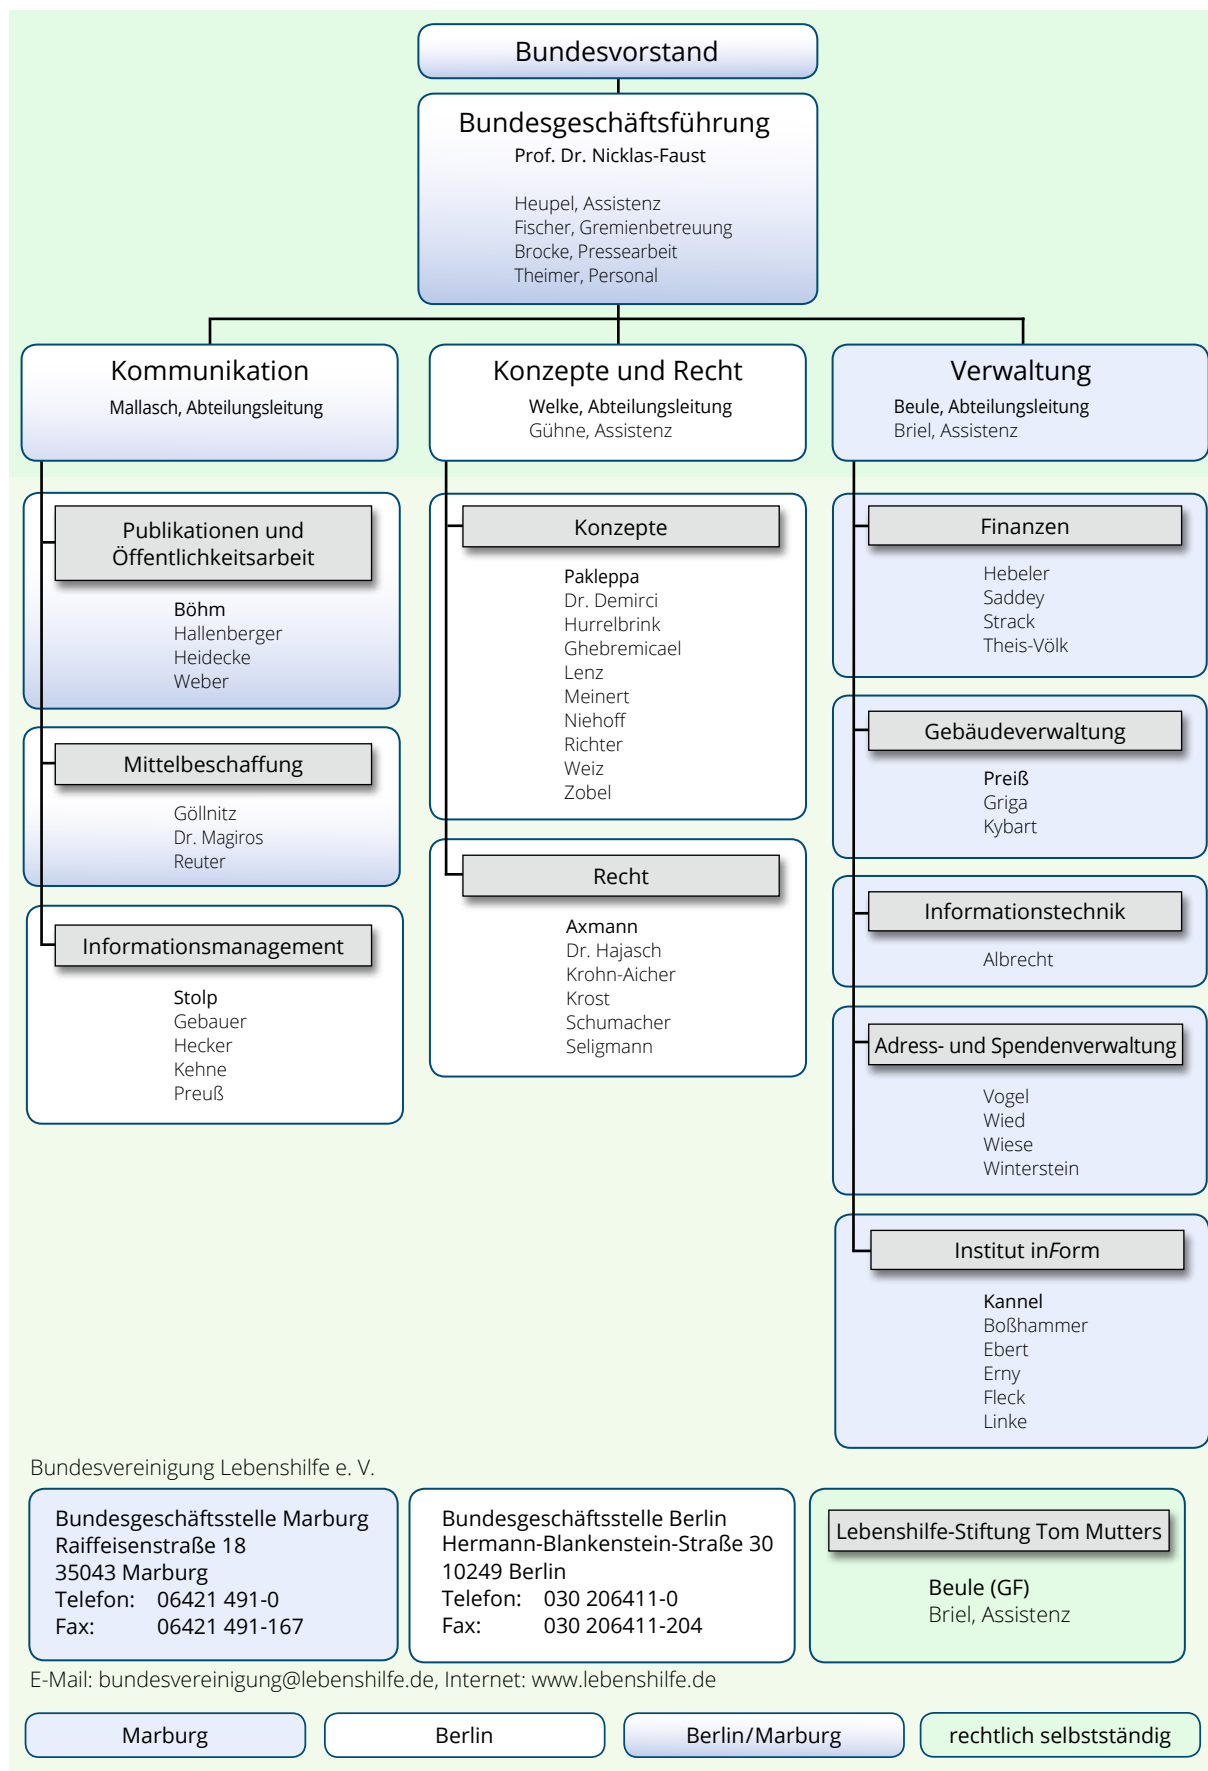 Bundesvorstand
Bundesgeschäftsführung
Prof. Dr. Nicklas-Faust
Heupel, Assistenz
Fischer, Gremienbetreuung
Brocke, Pressearbeit
Theimer, Personal
Kommunikation
Mallasch, Abteilungsleitung
Publikationen und
Öffentlichkeitsarbeit
Böhm
Hallenberger
Heidecke
Weber
Mittelbeschaffung
Göllnitz
Dr. Magiros
Reuter
Informationsmanagement
Stolp
Gebauer
Hecker
Kehne
Preuß
Konzepte und Recht
Welke, Abteilungsleitung
Gühne, Assistenz
Konzepte
Pakleppa
Dr. Demirci
Hurrelbrink
Ghebremicael
Lenz
Meinert
Niehoff
Richter
Weiz
Zobel
Recht
Axmann
Dr. Hajasch
Krohn-Aicher
Krost
Schumacher
Seligmann
Verwaltung
Beule, Abteilungsleitung
Briel, Assistenz
Finanzen
Hebeler
Saddey
Strack
Theis-Völk
Gebäudeverwaltung
Preiß
Griga
Kybart
Informationstechnik
Albrecht
Adress- und Spendenverwaltung
Vogel
Wied
Wiese
Winterstein
Institut inForm
Kannel
Boßhammer
Ebert
Erny
Fleck
Linke
Bundesvereinigung Lebenshilfe e. V.
Bundesgeschäftsstelle Marburg
Raiffeisenstraße 18
35043 Marburg
Telefon: 06421 491-0
Fax: 06421 491-167
Bundesgeschäftsstelle Berlin
Hermann-Blankenstein-Straße 30
10249 Berlin
Telefon: 030 206411-0
Fax: 030 206411-204
Lebenshilfe-Stiftung Tom Mutters
Beule (GF)
Briel, Assistenz
E-Mail: bundesvereinigung@lebenshilfe.de, Internet: www.lebenshilfe.de
Marburg
Berlin
Berlin/Marburg
rechtlich selbstständig